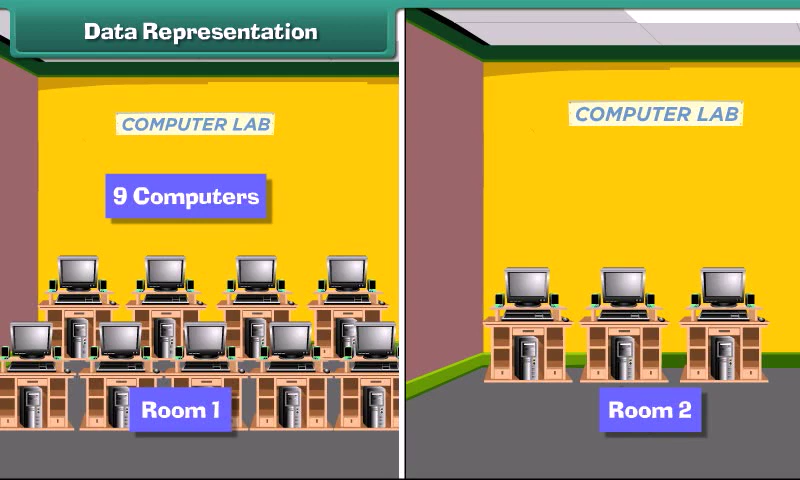 Data Representation
COMPUTER LAB
9 Computers
Room 1
COMPUTER LAB
Room 2